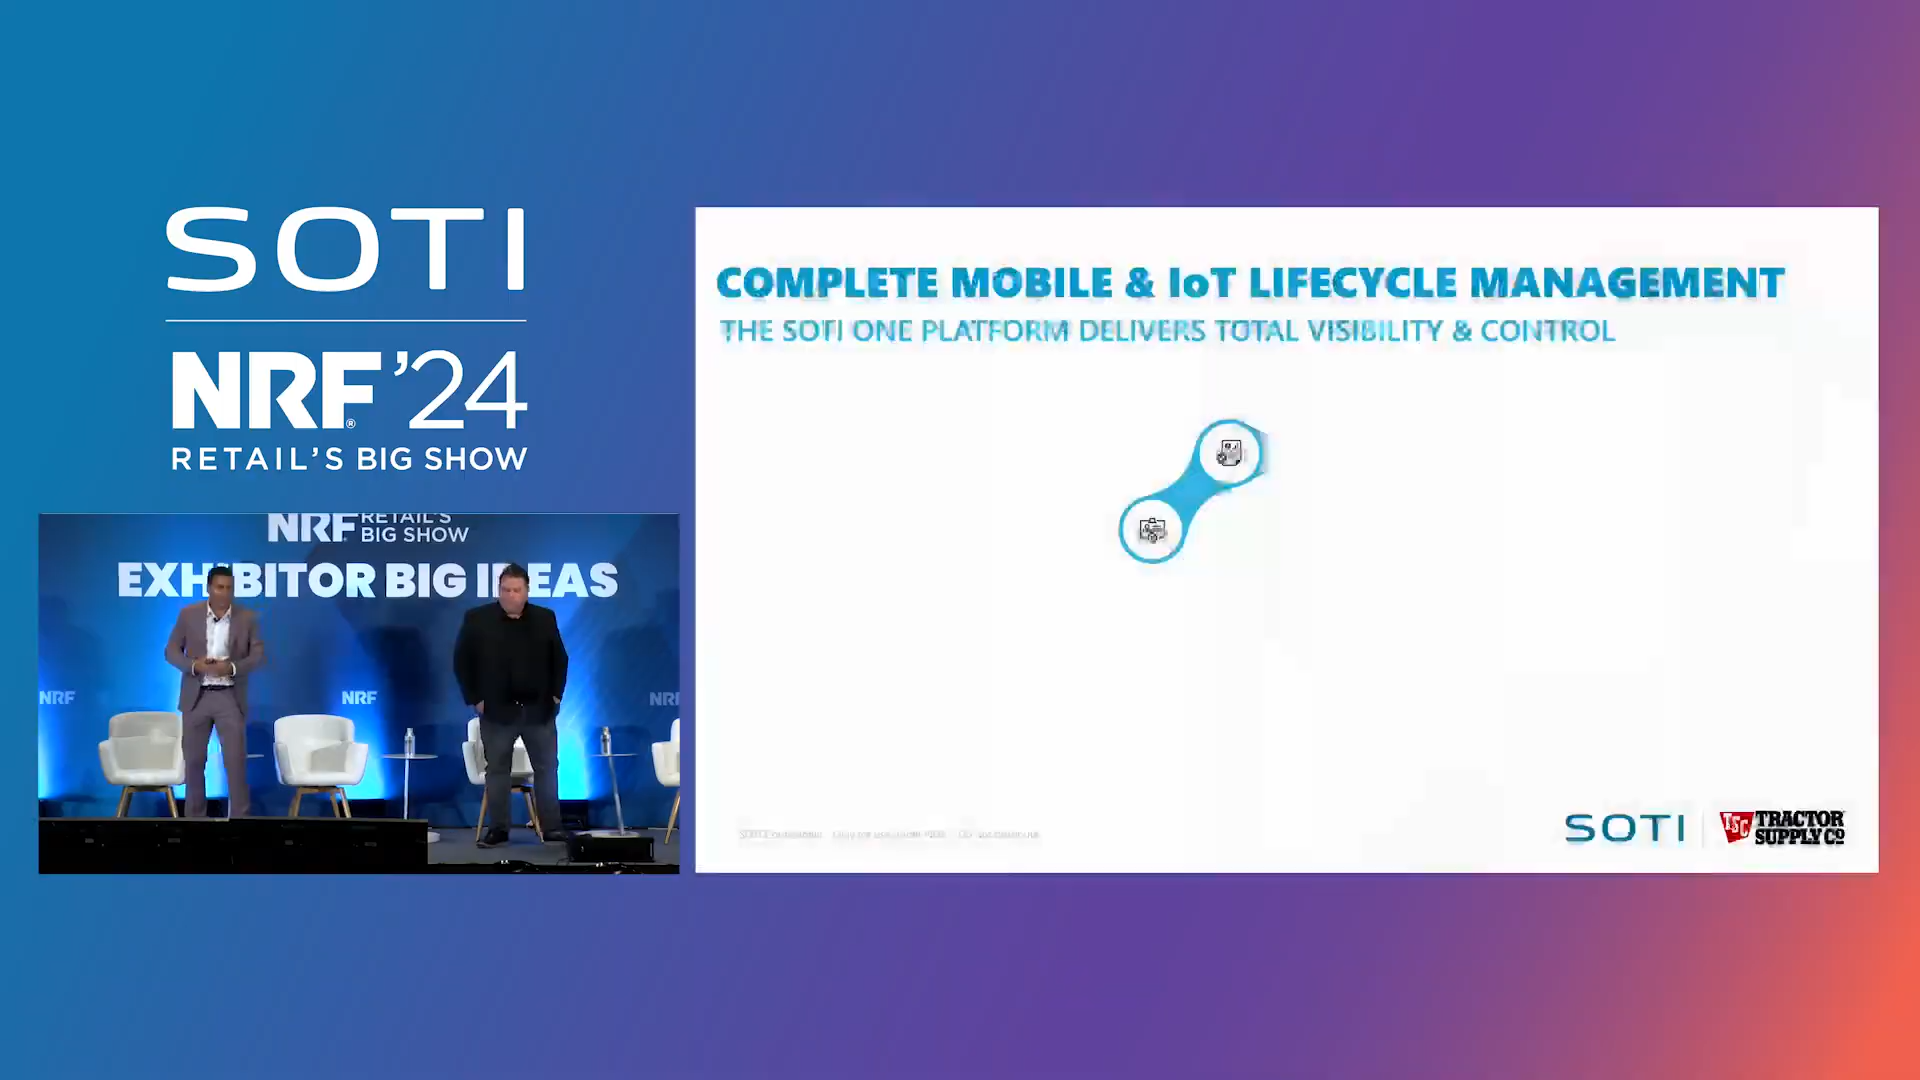 SOTI
NRF®'24
RETAIL'S BIG SHOW
NRF RETAIL'S
BIG SHOW
EXHIBITOR BIG IDEAS
NRF
NRF
NRF
COMPLETE MOBILE & IoT LIFECYCLE MANAGEMENT
THE SOTI ONE PLATFORM DELIVERS TOTAL VISIBILITY & CONTROL
SOTI
TSC TRACTOR
SUPPLY CO